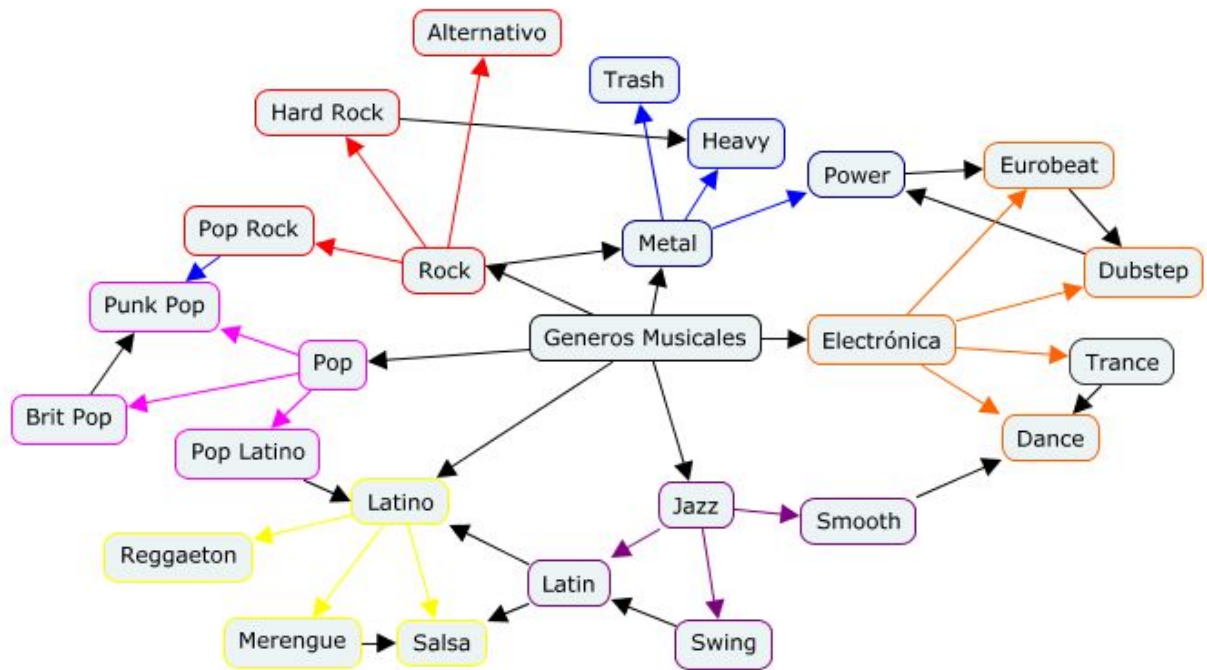 Alternativo
Trash
Hard Rock
Heavy
Eurobeat
Power
Pop Rock
Metal
Rock
Dubstep
Punk Pop
Generos Musicales
Electrónica
Pop
Trance
Brit Pop
Dance
Pop Latino
Latino
Jazz
Smooth
Reggaeton
Latin
Merengue
Salsa
Swing